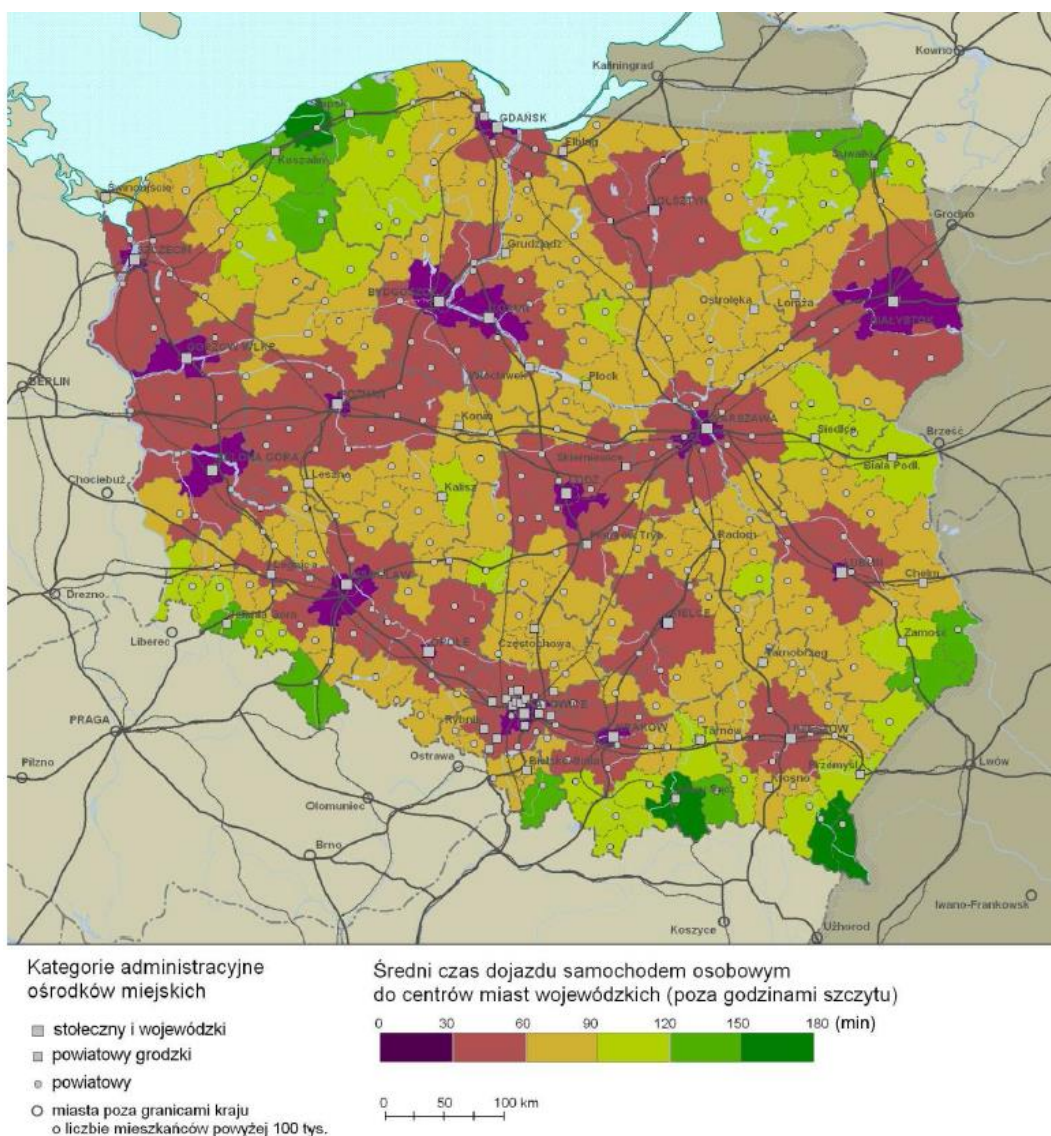 Kowno
Kaliningrad
GDAŃSK
Słupsk
Elbląg
Koszalin
Suwałki
Świnoujście
OLSZTYN
Grodno
SZCZECIN
Grudziądz
Ostrołęka
Łomża
BYDGOSZCZ
TORUŃ
BIAŁYSTOK
GORZÓW WLKP.
BERLIN
Włocławek
Płock
POZNAŃ
Konin
WARSZAWA
Siedlce
Brześć
Skierniewice
Biała Podl.
ZIELONA GÓRA
Leszno
Chociebuż
Kalisz
ŁÓDŹ
Piotrków Tryb.
Radom
Legnica
WROCŁAW
LUBLIN
Chełm
Drezno
Jelenia Góra
Liberec
KIELCE
Zamość
OPOLE
Częstochowa
Tarnobrzeg
KATOWICE
PRAGA
Rybnik
KRAKÓW
Tarnów
RZESZÓW
Ostrawa
Bielsko-Biała
Przemyśl
Lwów
Pilzno
Krosno
Nowy Sącz
Ołomuniec
Brno
Iwano-Frankowsk
Koszyce
Użhorod
Kategorie administracyjne
ośrodków miejskich
stołeczny i wojewódzki
powiatowy grodzki
powiatowy
miasta poza granicami kraju
o liczbie mieszkańców powyżej 100 tys.
Średni czas dojazdu samochodem osobowym
do centrów miast wojewódzkich (poza godzinami szczytu)
0 30 60 90 120 150 180 (min)
0 50 100 km